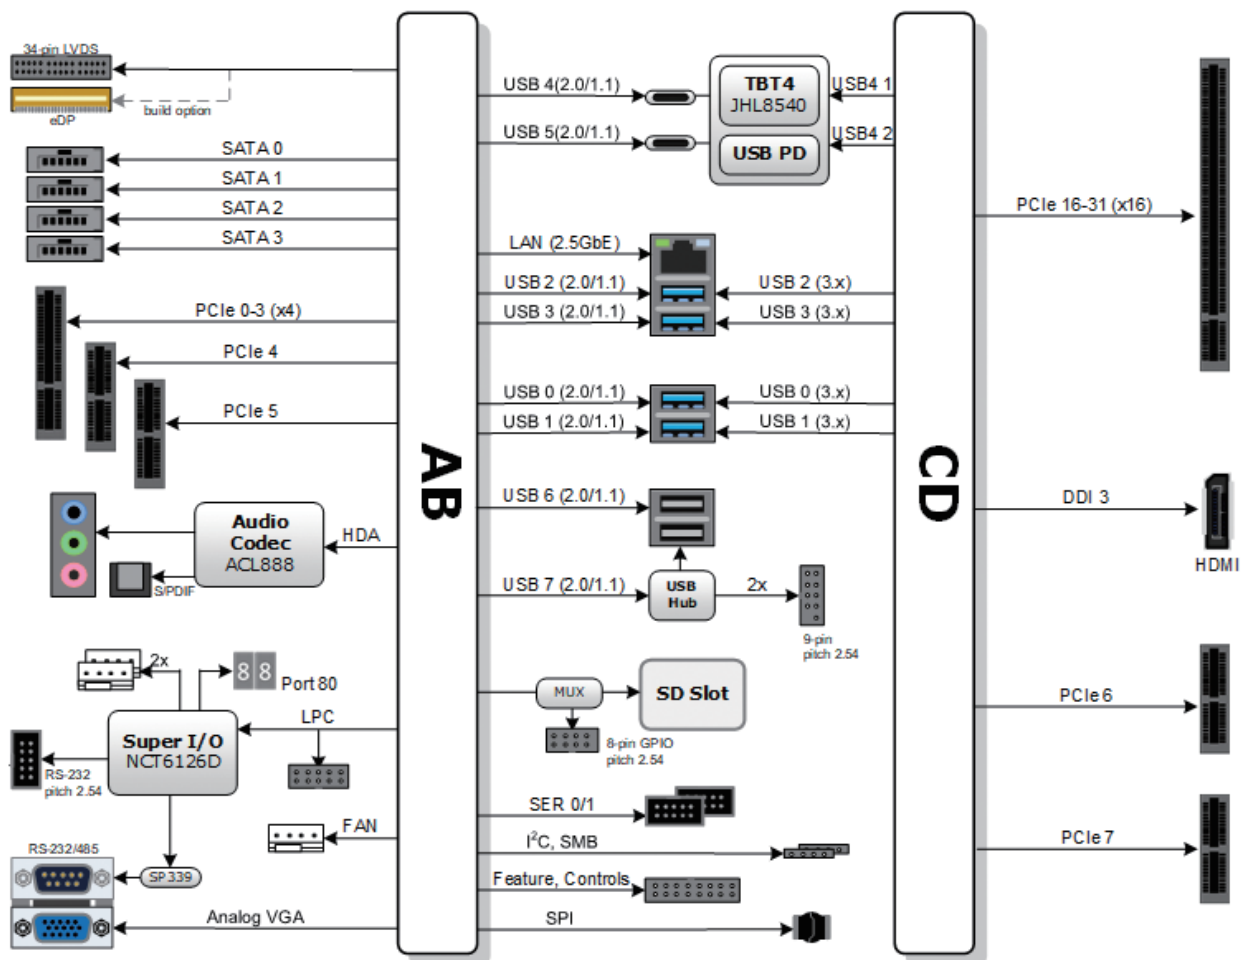 34-pin LVDS
build option
eDP
SATA 0
SATA 1
SATA 2
SATA 3
PCIe 0-3 (x4)
PCIe 4
PCIe 5
Audio
Codec
ACL888
HDA
S/PDIF
2x
8 8
Port 80
LPC
Super I/O
NCT6126D
RS-232
pitch 2.54
FAN
RS-232/485
SP339
Analog VGA
AB
USB 4(2.0/1.1)
USB 5(2.0/1.1)
TBT4
JHL8540
USB PD
USB4 1
USB4 2
LAN (2.5GbE)
USB 2 (2.0/1.1)
USB 2 (3.x)
USB 3 (2.0/1.1)
USB 3 (3.x)
USB 0 (2.0/1.1)
USB 0 (3.x)
USB 1 (2.0/1.1)
USB 1 (3.x)
USB 6 (2.0/1.1)
USB 7 (2.0/1.1)
USB
Hub
2x
9-pin
pitch 2.54
MUX
SD Slot
8-pin GPIO
pitch 2.54
SER 0/1
I²C, SMB
Feature, Controls
SPI
CD
PCIe 16-31 (x16)
DDI 3
HDMI
PCIe 6
PCIe 7